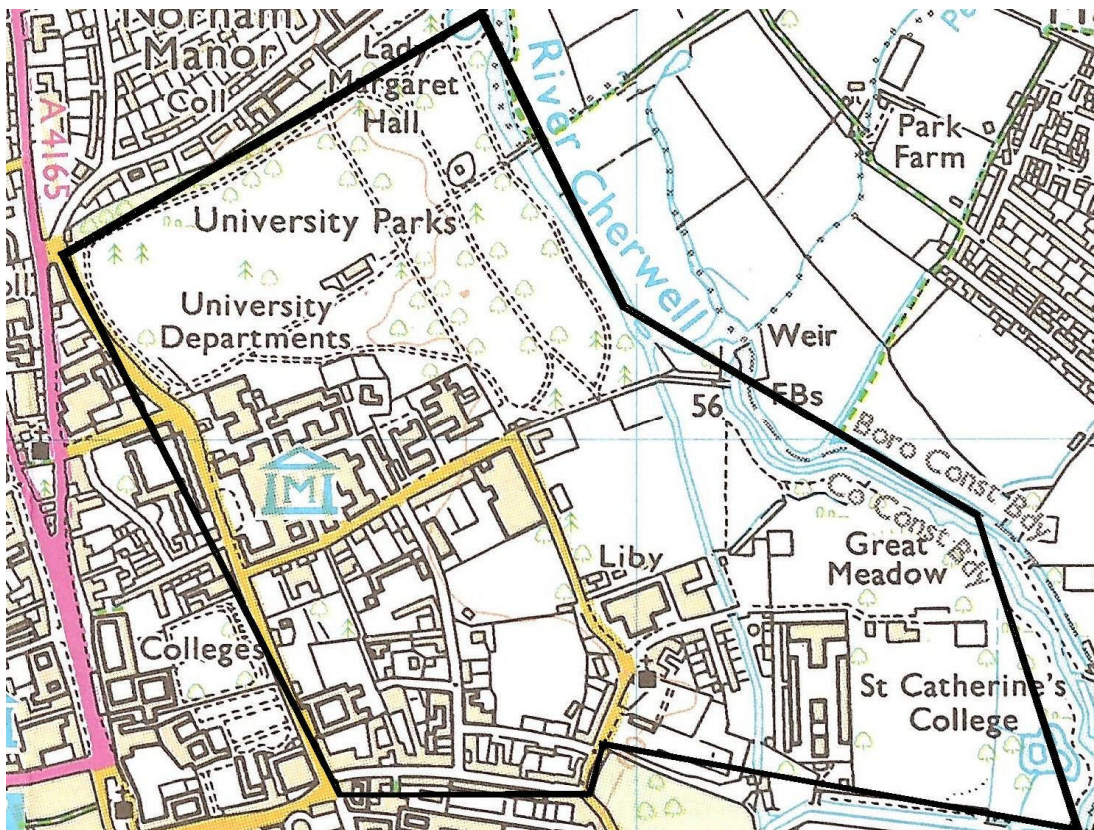 Norham
Manor
Coll
A 4165
Lady
Margaret
Hall
River Cherwell
Park
Farm
University Parks
University
Departments
Weir
56
FBs
Boro Const Bdy
Co Const Bdy
M
Liby
Great
Meadow
Colleges
St Catherine's
College